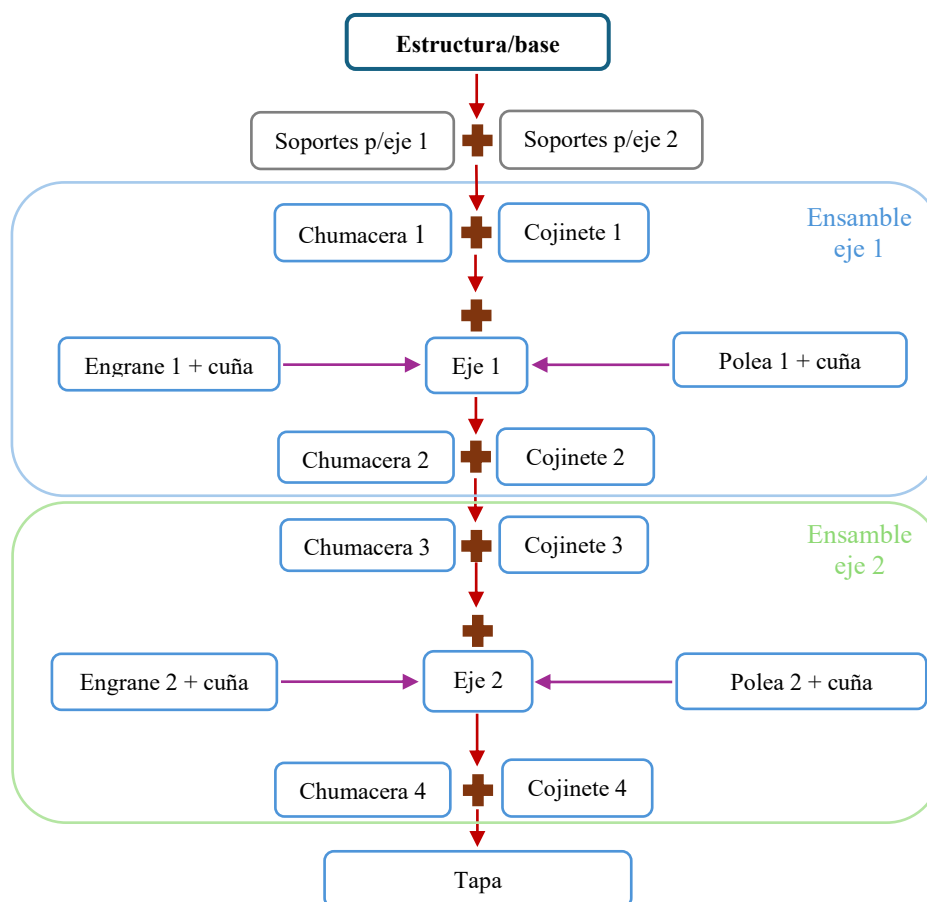 Estructura/base
Soportes p/eje 1
Soportes p/eje 2
Ensamble
eje 1
Chumacera 1
Cojinete 1
Engrane 1 + cuña
Eje 1
Polea 1 + cuña
Chumacera 2
Cojinete 2
Ensamble
eje 2
Chumacera 3
Cojinete 3
Engrane 2 + cuña
Eje 2
Polea 2 + cuña
Chumacera 4
Cojinete 4
Tapa